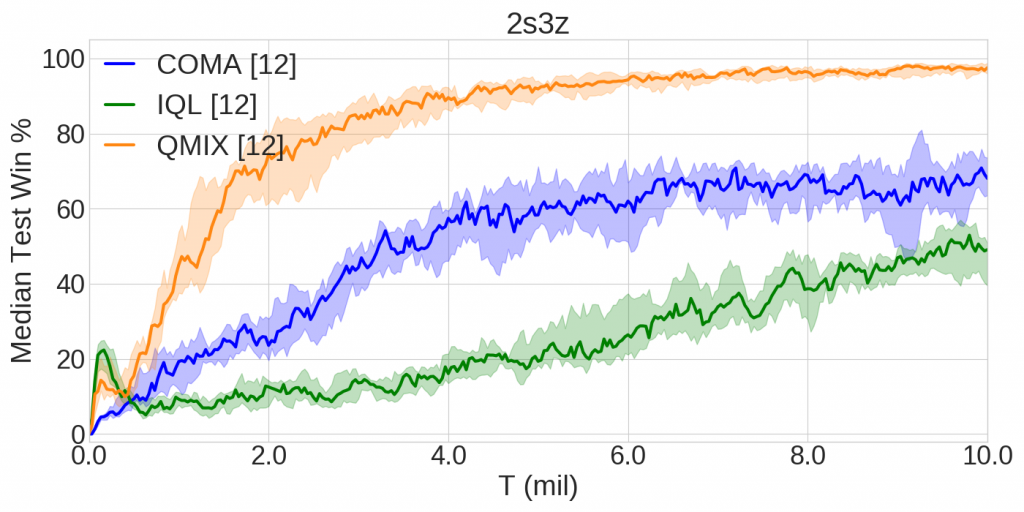 2s3z
Median Test Win %
100
80
60
40
20
0
COMA [12]
IQL [12]
QMIX [12]
0.0 2.0 4.0 6.0 8.0 10.0
T (mil)